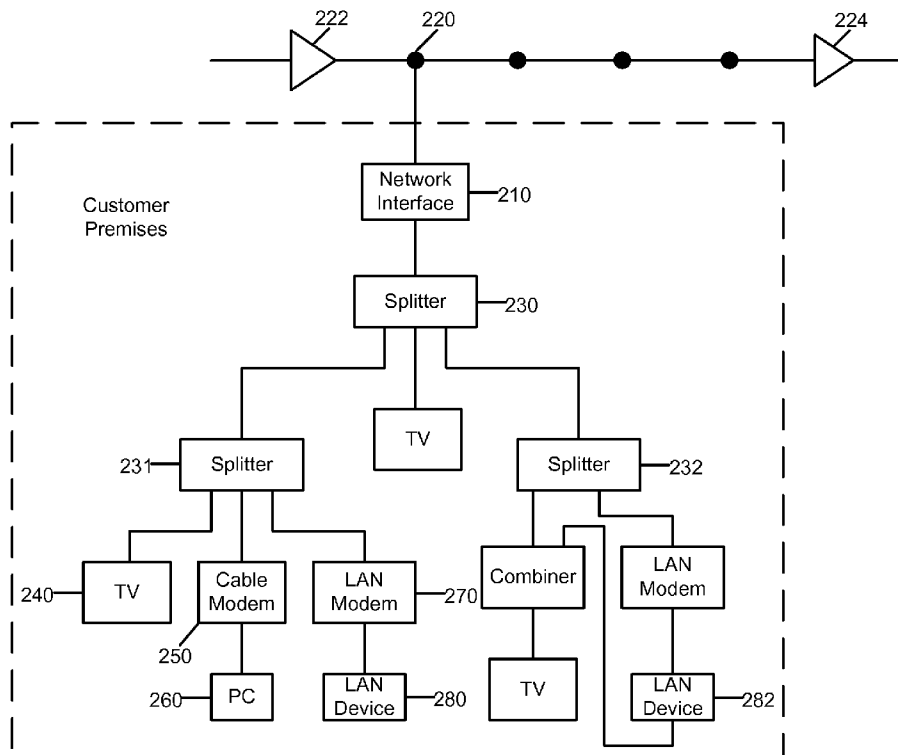 222
220
224
Network
Interface
210
Customer
Premises
Splitter
230
TV
231
Splitter
Splitter
232
240
TV
Cable
Modem
LAN
Modem
270
Combiner
LAN
Modem
250
260
PC
LAN
Device
280
TV
LAN
Device
282